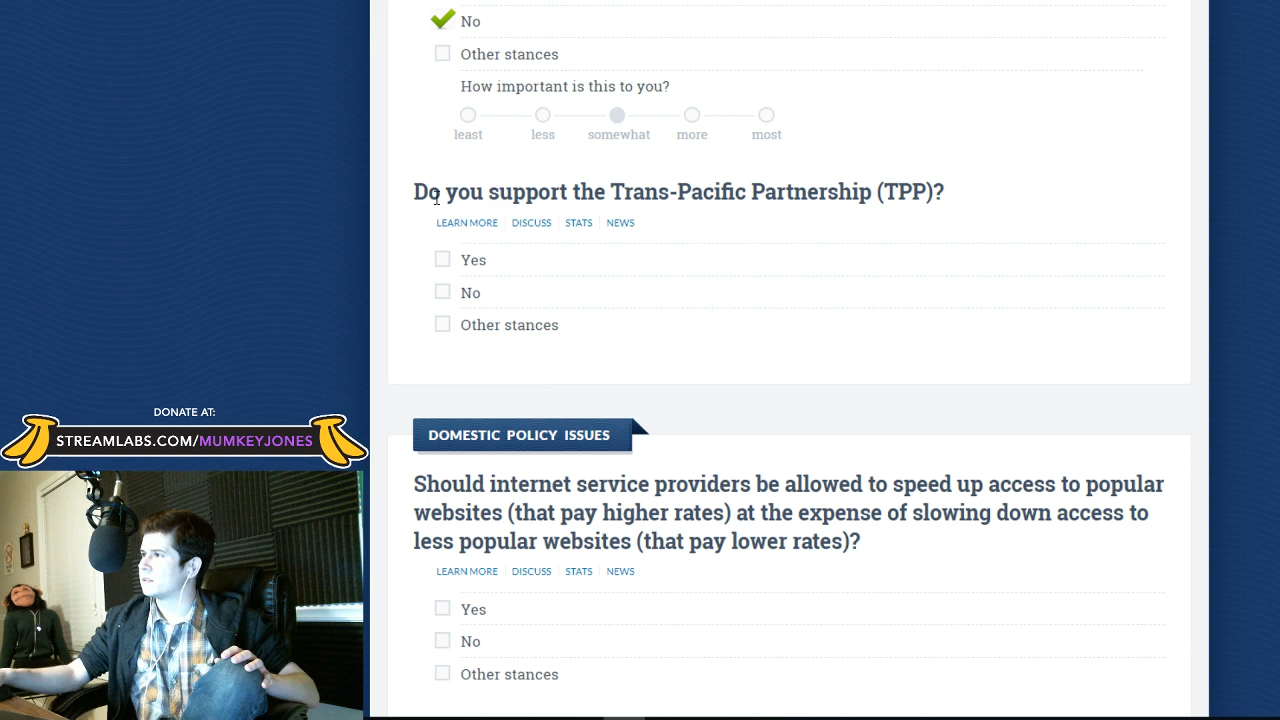 No
Other stances
How important is this to you?
least less somewhat more most
Do you support the Trans-Pacific Partnership (TPP)?
LEARN MORE DISCUSS STATS NEWS
Yes
No
Other stances
DOMESTIC POLICY ISSUES
Should internet service providers be allowed to speed up access to popular
websites (that pay higher rates) at the expense of slowing down access to
less popular websites (that pay lower rates)?
LEARN MORE DISCUSS STATS NEWS
Yes
No
Other stances
DONATE AT:
STREAMLABS.COM/MUMKEYJONES